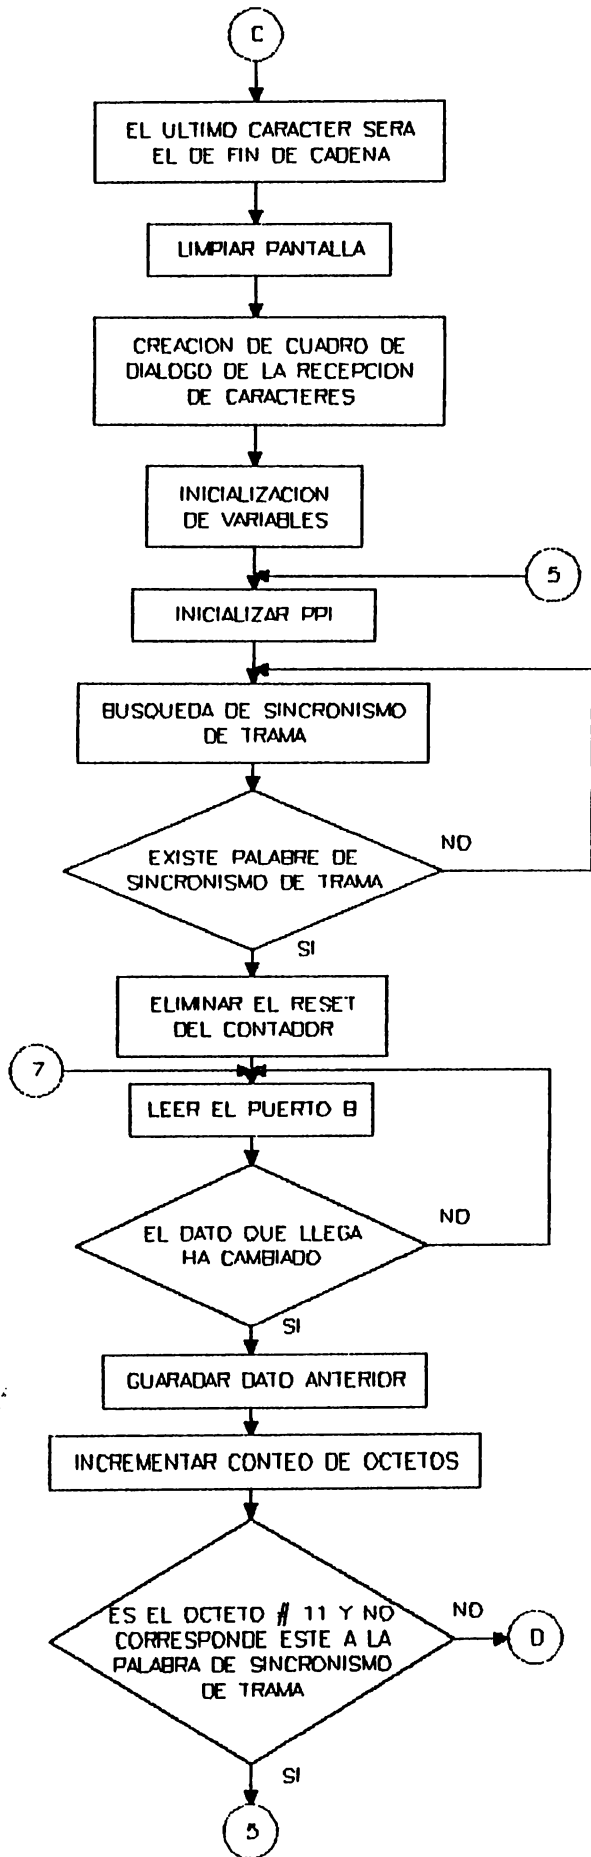 C
EL ULTIMO CARACTER SERA
EL DE FIN DE CADENA
LIMPIAR PANTALLA
CREACION DE CUADRO DE
DIALOGO DE LA RECEPCION
DE CARACTERES
INICIALIZACION
DE VARIABLES
5
INICIALIZAR PPI
BUSQUEDA DE SINCRONISMO
DE TRAMA
EXISTE PALABRE DE
SINCRONISMO DE TRAMA
NO
SI
ELIMINAR EL RESET
DEL CONTADOR
7
LEER EL PUERTO B
EL DATO QUE LLEGA
HA CAMBIADO
NO
SI
GUARADAR DATO ANTERIOR
INCREMENTAR CONTEO DE OCTETOS
ES EL OCTETO # 11 Y NO
CORRESPONDE ESTE A LA
PALABRA DE SINCRONISMO
DE TRAMA
NO
D
SI
5